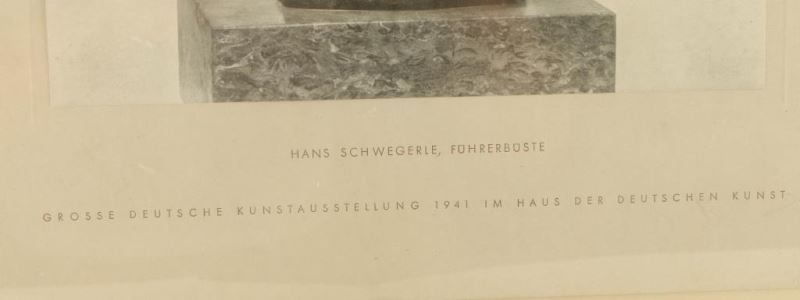 HANS SCHWEGERLE, FÜHRERBÜSTE
GROSSE DEUTSCHE KUNSTAUSSTELLUNG 1941 IM HAUS DER DEUTSCHEN KUNST